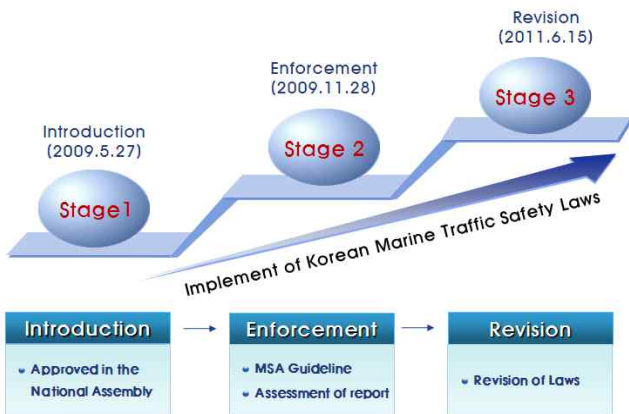 Revision
(2011.6.15)
Enforcement
(2009.11.28)
Stage 3
Introduction
(2009.5.27)
Stage 2
Stage1
Implement of Korean Marine Traffic Safety Laws
Introduction
Approved in the
National Assembly
Enforcement
MSA Guideline
Assessment of report
Revision
Revision of Laws